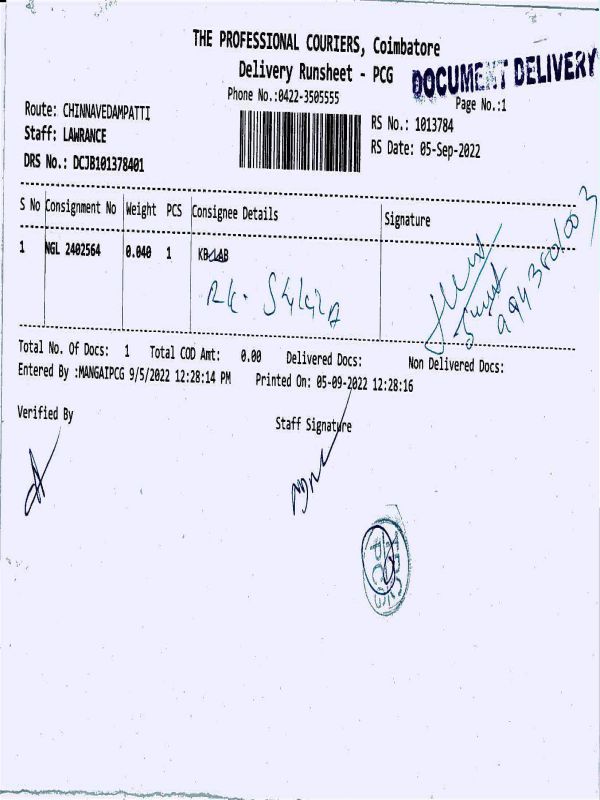 THE PROFESSIONAL COURIERS, Coimbatore
Delivery Runsheet - PCG
DOCUMENT DELIVERY
Phone No.:0422-3505555
Page No.:1
Route: CHINNAVEDAMPATTI
RS No.: 1013784
Staff: LAWRANCE
RS Date: 05-Sep-2022
DRS No.: DCJB101378401
S No Consignment No Weight PCS Consignee Details Signature
1 NGL 2402564 0.040 1
Total No. Of Docs: 1 Total COD Amt: 0.00 Delivered Docs: Non Delivered Docs:
Entered By :MANGAIPCG 9/5/2022 12:28:14 PM Printed On: 05-09-2022 12:28:16
Verified By
Staff Signature